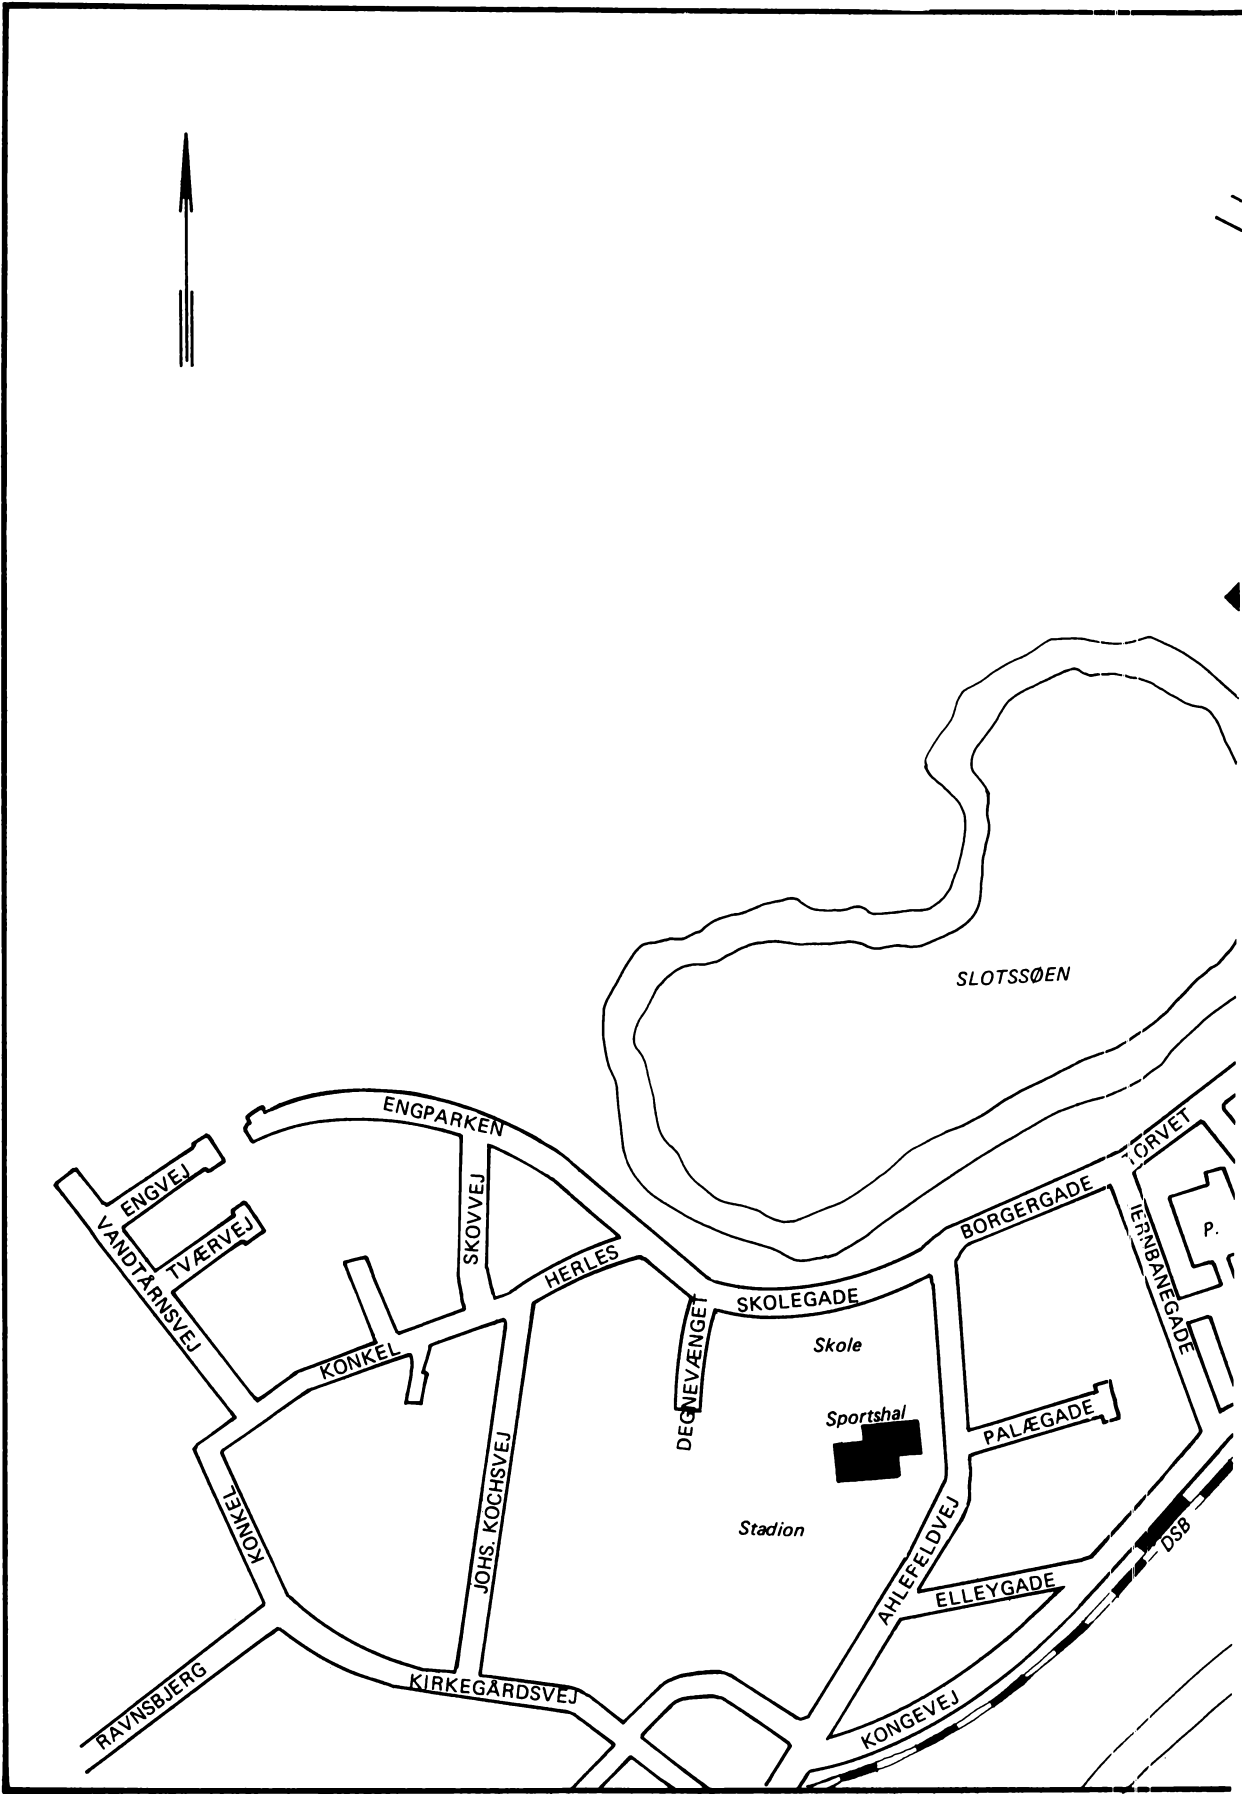 SLOTSSØEN
ENGPARKEN
TORVET
ENGVEJ
SKOVVEJ
BORGERGADE
VANDTÅRNSVEJ
TVÆRVEJ
P.
HERLES
JERNBANEGADE
SKOLEGADE
DEGNEVÆNGET
Skole
KONKEL
Sportshal
PALÆGADE
JOHS. KOCHSVEJ
KONKEL
Stadion
DSB
AHLEFELDVEJ
ELLEYGADE
KIRKEGÅRDSVEJ
RAVNSBJERG
KONGEVEJ